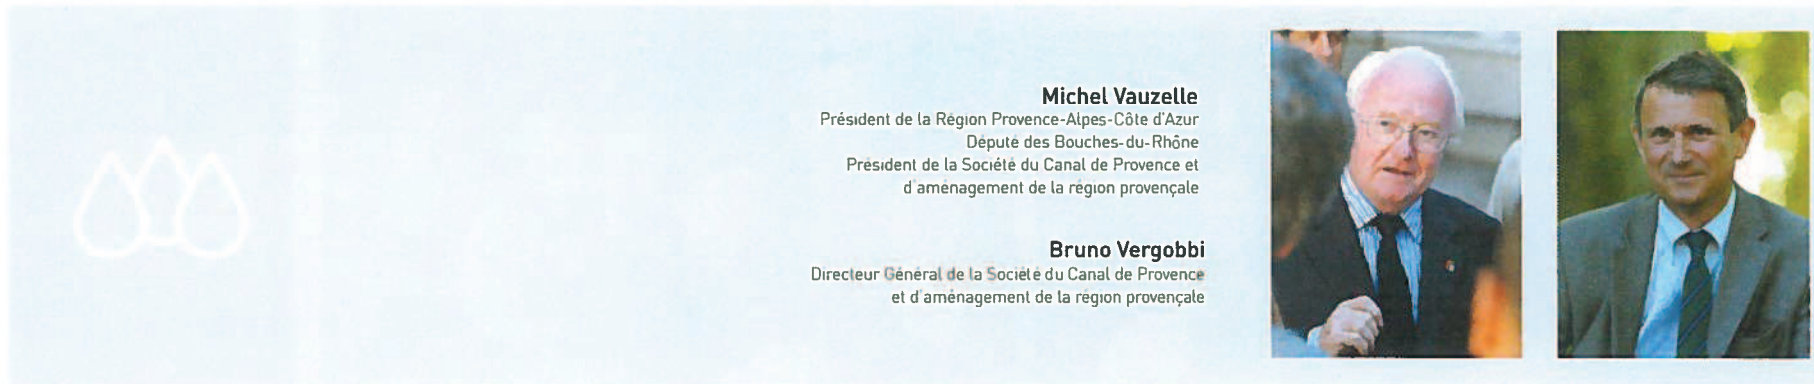 Michel Vauzelle
Président de la Région Provence-Alpes-Côte d'Azur
Député des Bouches-du-Rhône
Président de la Société du Canal de Provence et
d'aménagement de la région provençale
Bruno Vergobbi
Directeur Général de la Société du Canal de Provence
et d'aménagement de la région provençale